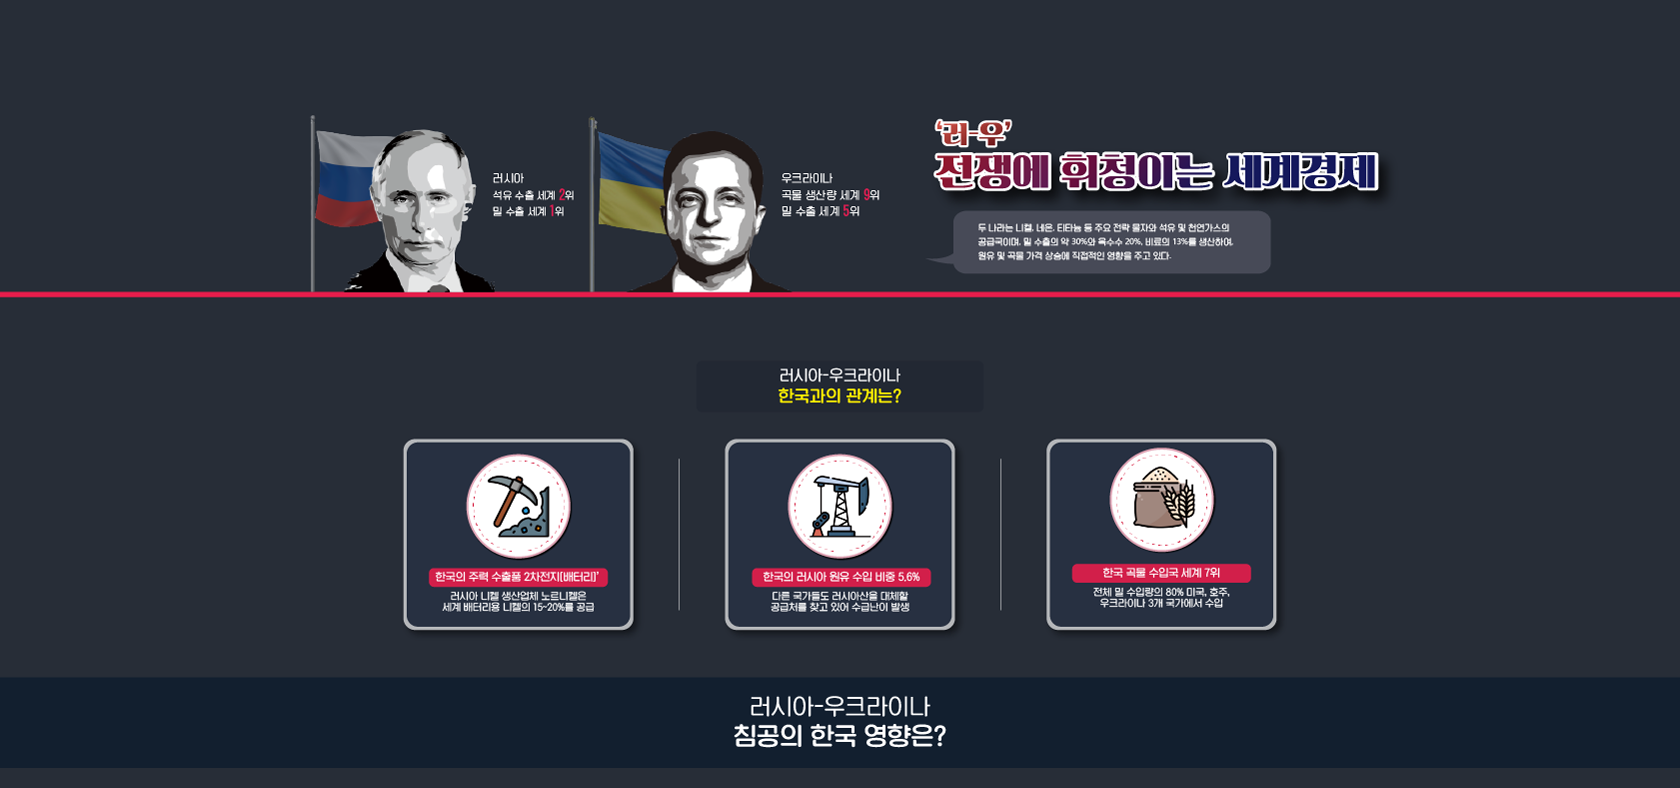 러시아
석유 수출 세계 2위
밀 수출 세계 1위
우크라이나
곡물 생산량 세계 9위
밀 수출 세계 5위
'러-우'
전쟁에 휘청이는 세계경제
두 나라는 니켈, 네온, 티타늄 등 주요 전략 물자와 석유 및 천연가스의
공급국이며, 밀 수출의 약 30%와 옥수수 20%, 비료의 13%를 생산하며,
원유 및 곡물 가격 상승에 직접적인 영향을 주고 있다.
러시아-우크라이나
한국과의 관계는?
한국의 주력 수출품 2차전지[배터리]'
러시아 니켈 생산업체 노르니켈은
세계 배터리용 니켈의 15-20%를 공급
한국의 러시아 원유 수입 비중 5.6%
다른 국가들도 러시아산을 대체할
공급처를 찾고 있어 수급난이 발생
한국 곡물 수입국 세계 7위
전체 밀 수입량의 80% 미국, 호주,
우크라이나 3개 국가에서 수입
러시아-우크라이나
침공의 한국 영향은?